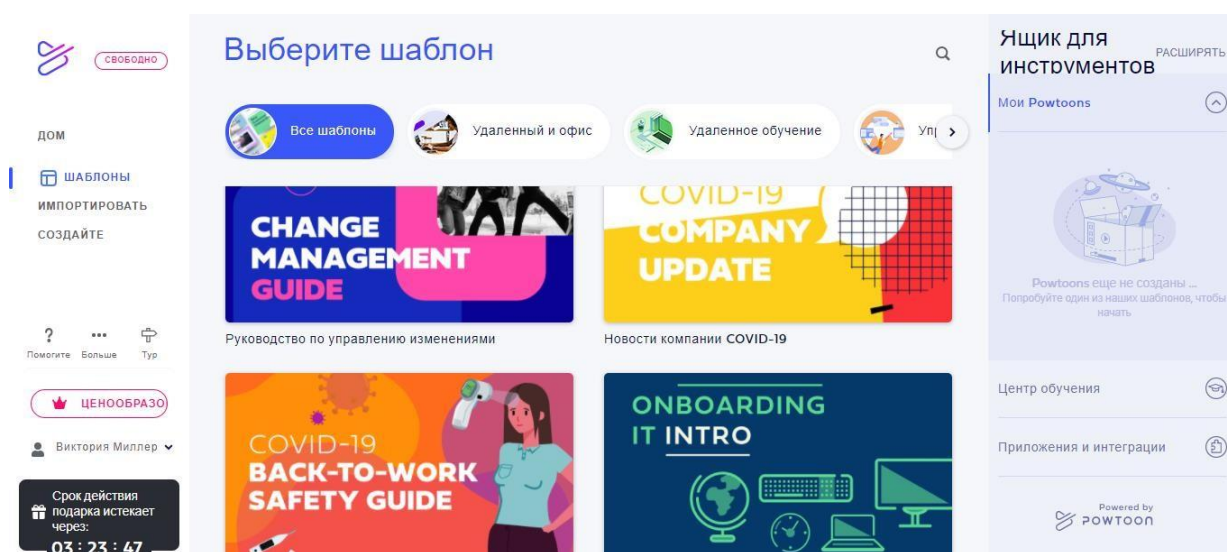 СВОБОДНО
ДОМ
ШАБЛОНЫ
ИМПОРТИРОВАТЬ
СОЗДАЙТЕ
?
Помогите Больше Тур
ЦЕНООБРАЗО
Виктория Миллер
Срок действия
подарка истекает
через:
03 : 23 : 47
Выберите шаблон
Все шаблоны
Удаленный и офис
Удаленное обучение
CHANGE
MANAGEMENT
GUIDE
Руководство по управлению изменениями
COVID-19
COMPANY
UPDATE
Новости компании COVID-19
COVID-19
BACK-TO-WORK
SAFETY GUIDE
ONBOARDING
IT INTRO
Ящик для
инструментов
РАСШИРЯТЬ
Мои Powtoons
Powtoons еще не созданы ...
Попробуйте один из наших шаблонов, чтобы
начать
Центр обучения
Приложения и интеграции
Powered by
POWTOON